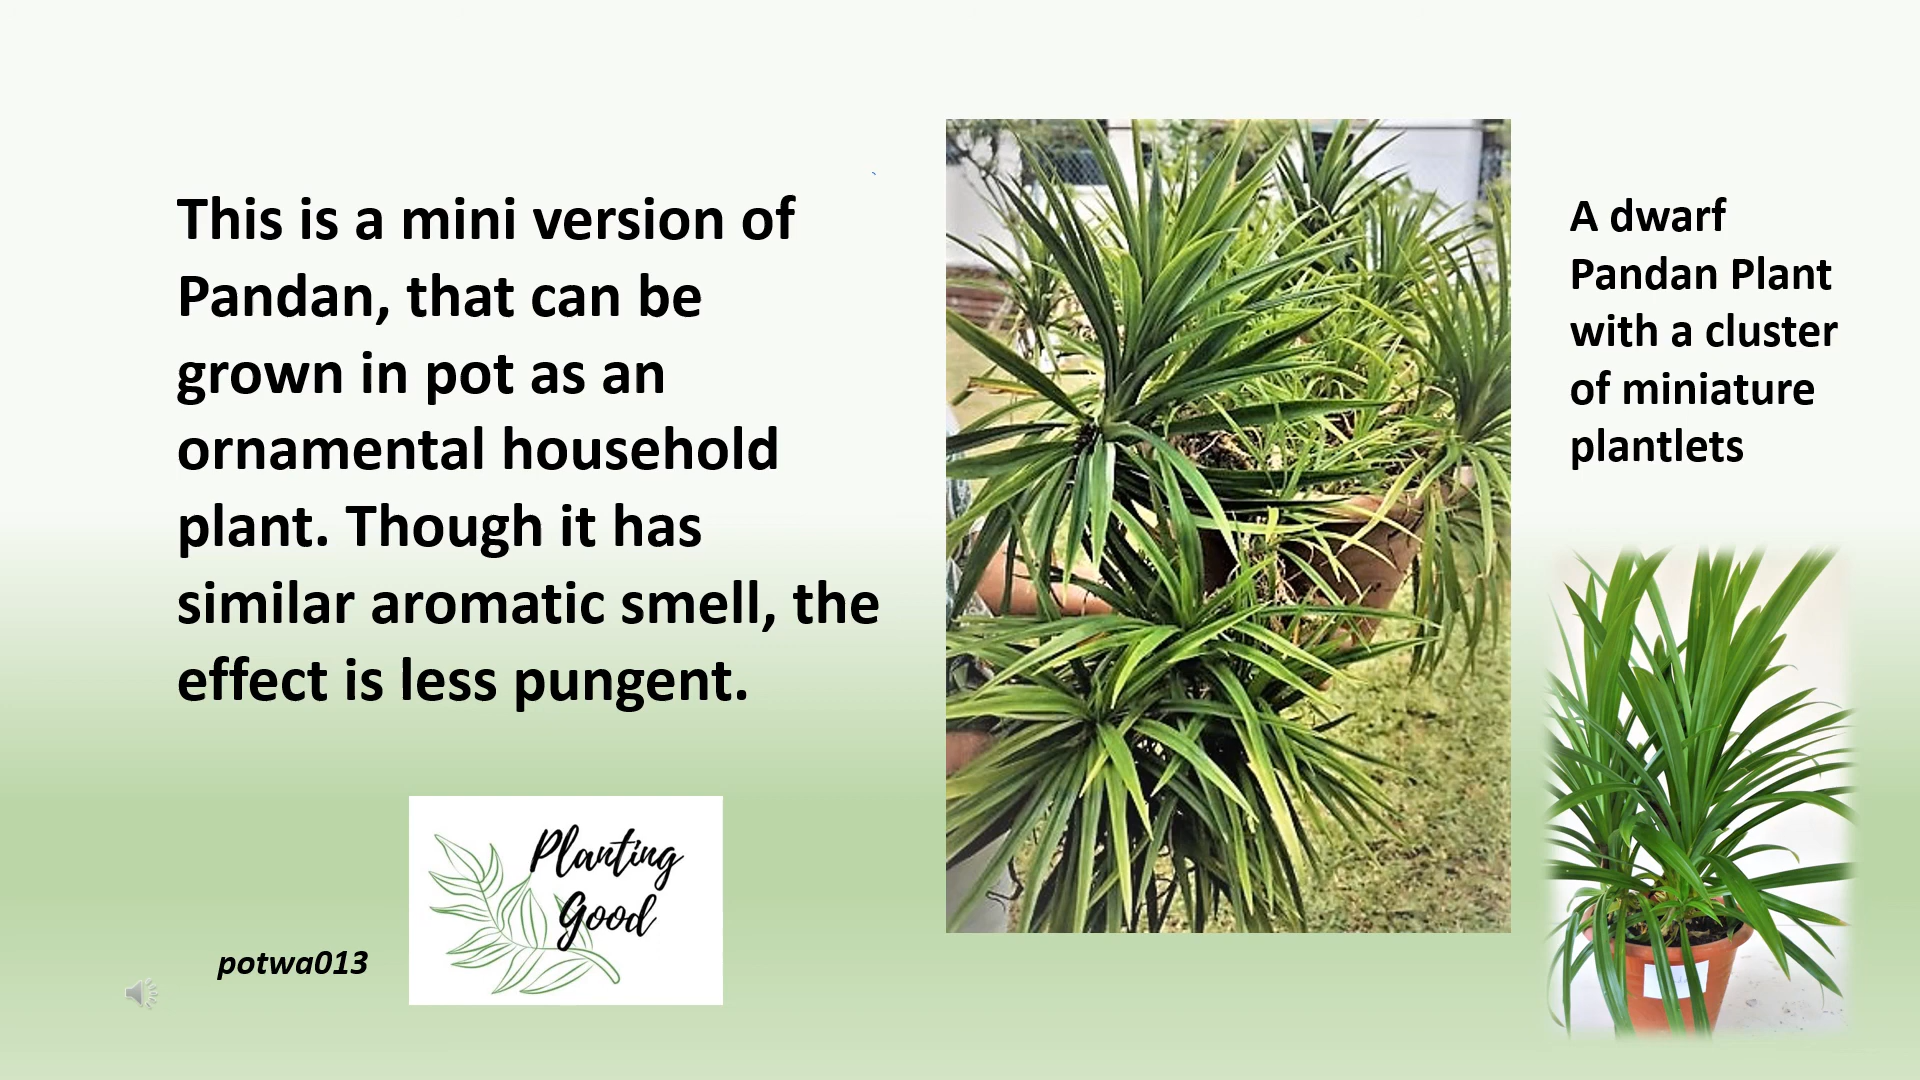 This is a mini version of
Pandan, that can be
grown in pot as an
ornamental household
plant. Though it has
similar aromatic smell, the
effect is less pungent.
A dwarf
Pandan Plant
with a cluster
of miniature
plantlets
Planting
Good
potwa013